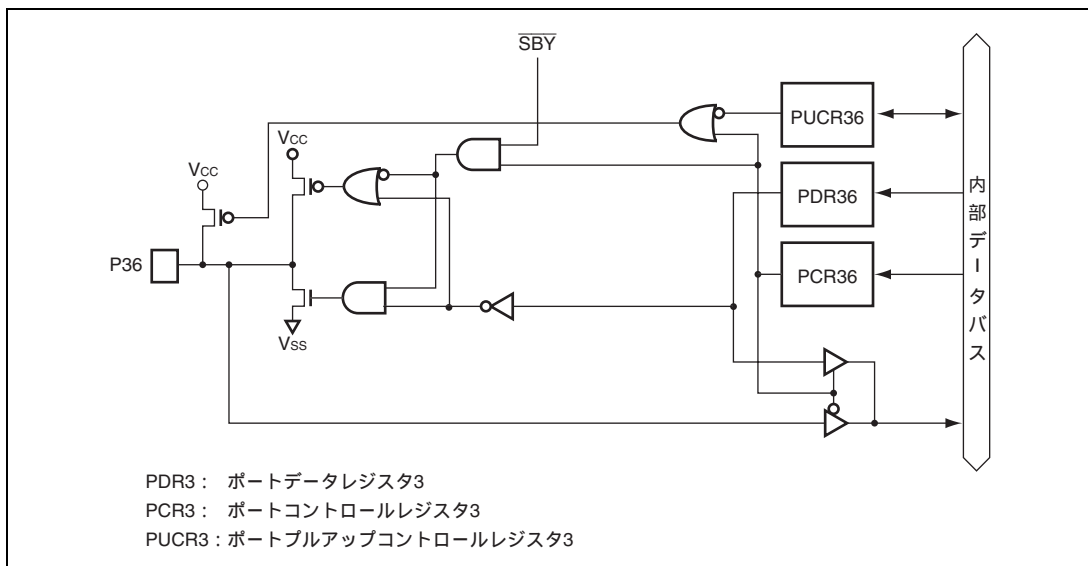 SBY
PUCR36
VCC
VCC
PDR36
P36
PCR36
VSS
内部データバス
PDR3： ポートデータレジスタ3
PCR3： ポートコントロールレジスタ3
PUCR3：ポートプルアップコントロールレジスタ3